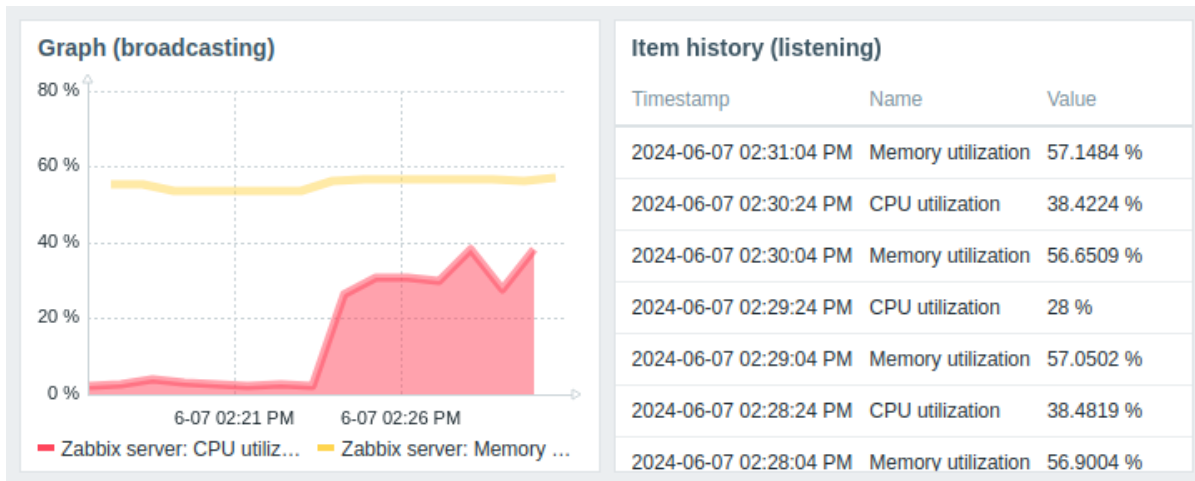 Graph (broadcasting)
80 %
60 %
40 %
20 %
0 %
6-07 02:21 PM 6-07 02:26 PM
Zabbix server: CPU utiliz... Zabbix server: Memory ...
Item history (listening)
Timestamp Name Value
2024-06-07 02:31:04 PM Memory utilization 57.1484 %
2024-06-07 02:30:24 PM CPU utilization 38.4224 %
2024-06-07 02:30:04 PM Memory utilization 56.6509 %
2024-06-07 02:29:24 PM CPU utilization 28 %
2024-06-07 02:29:04 PM Memory utilization 57.0502 %
2024-06-07 02:28:24 PM CPU utilization 38.4819 %
2024-06-07 02:28:04 PM Memory utilization 56.9004 %